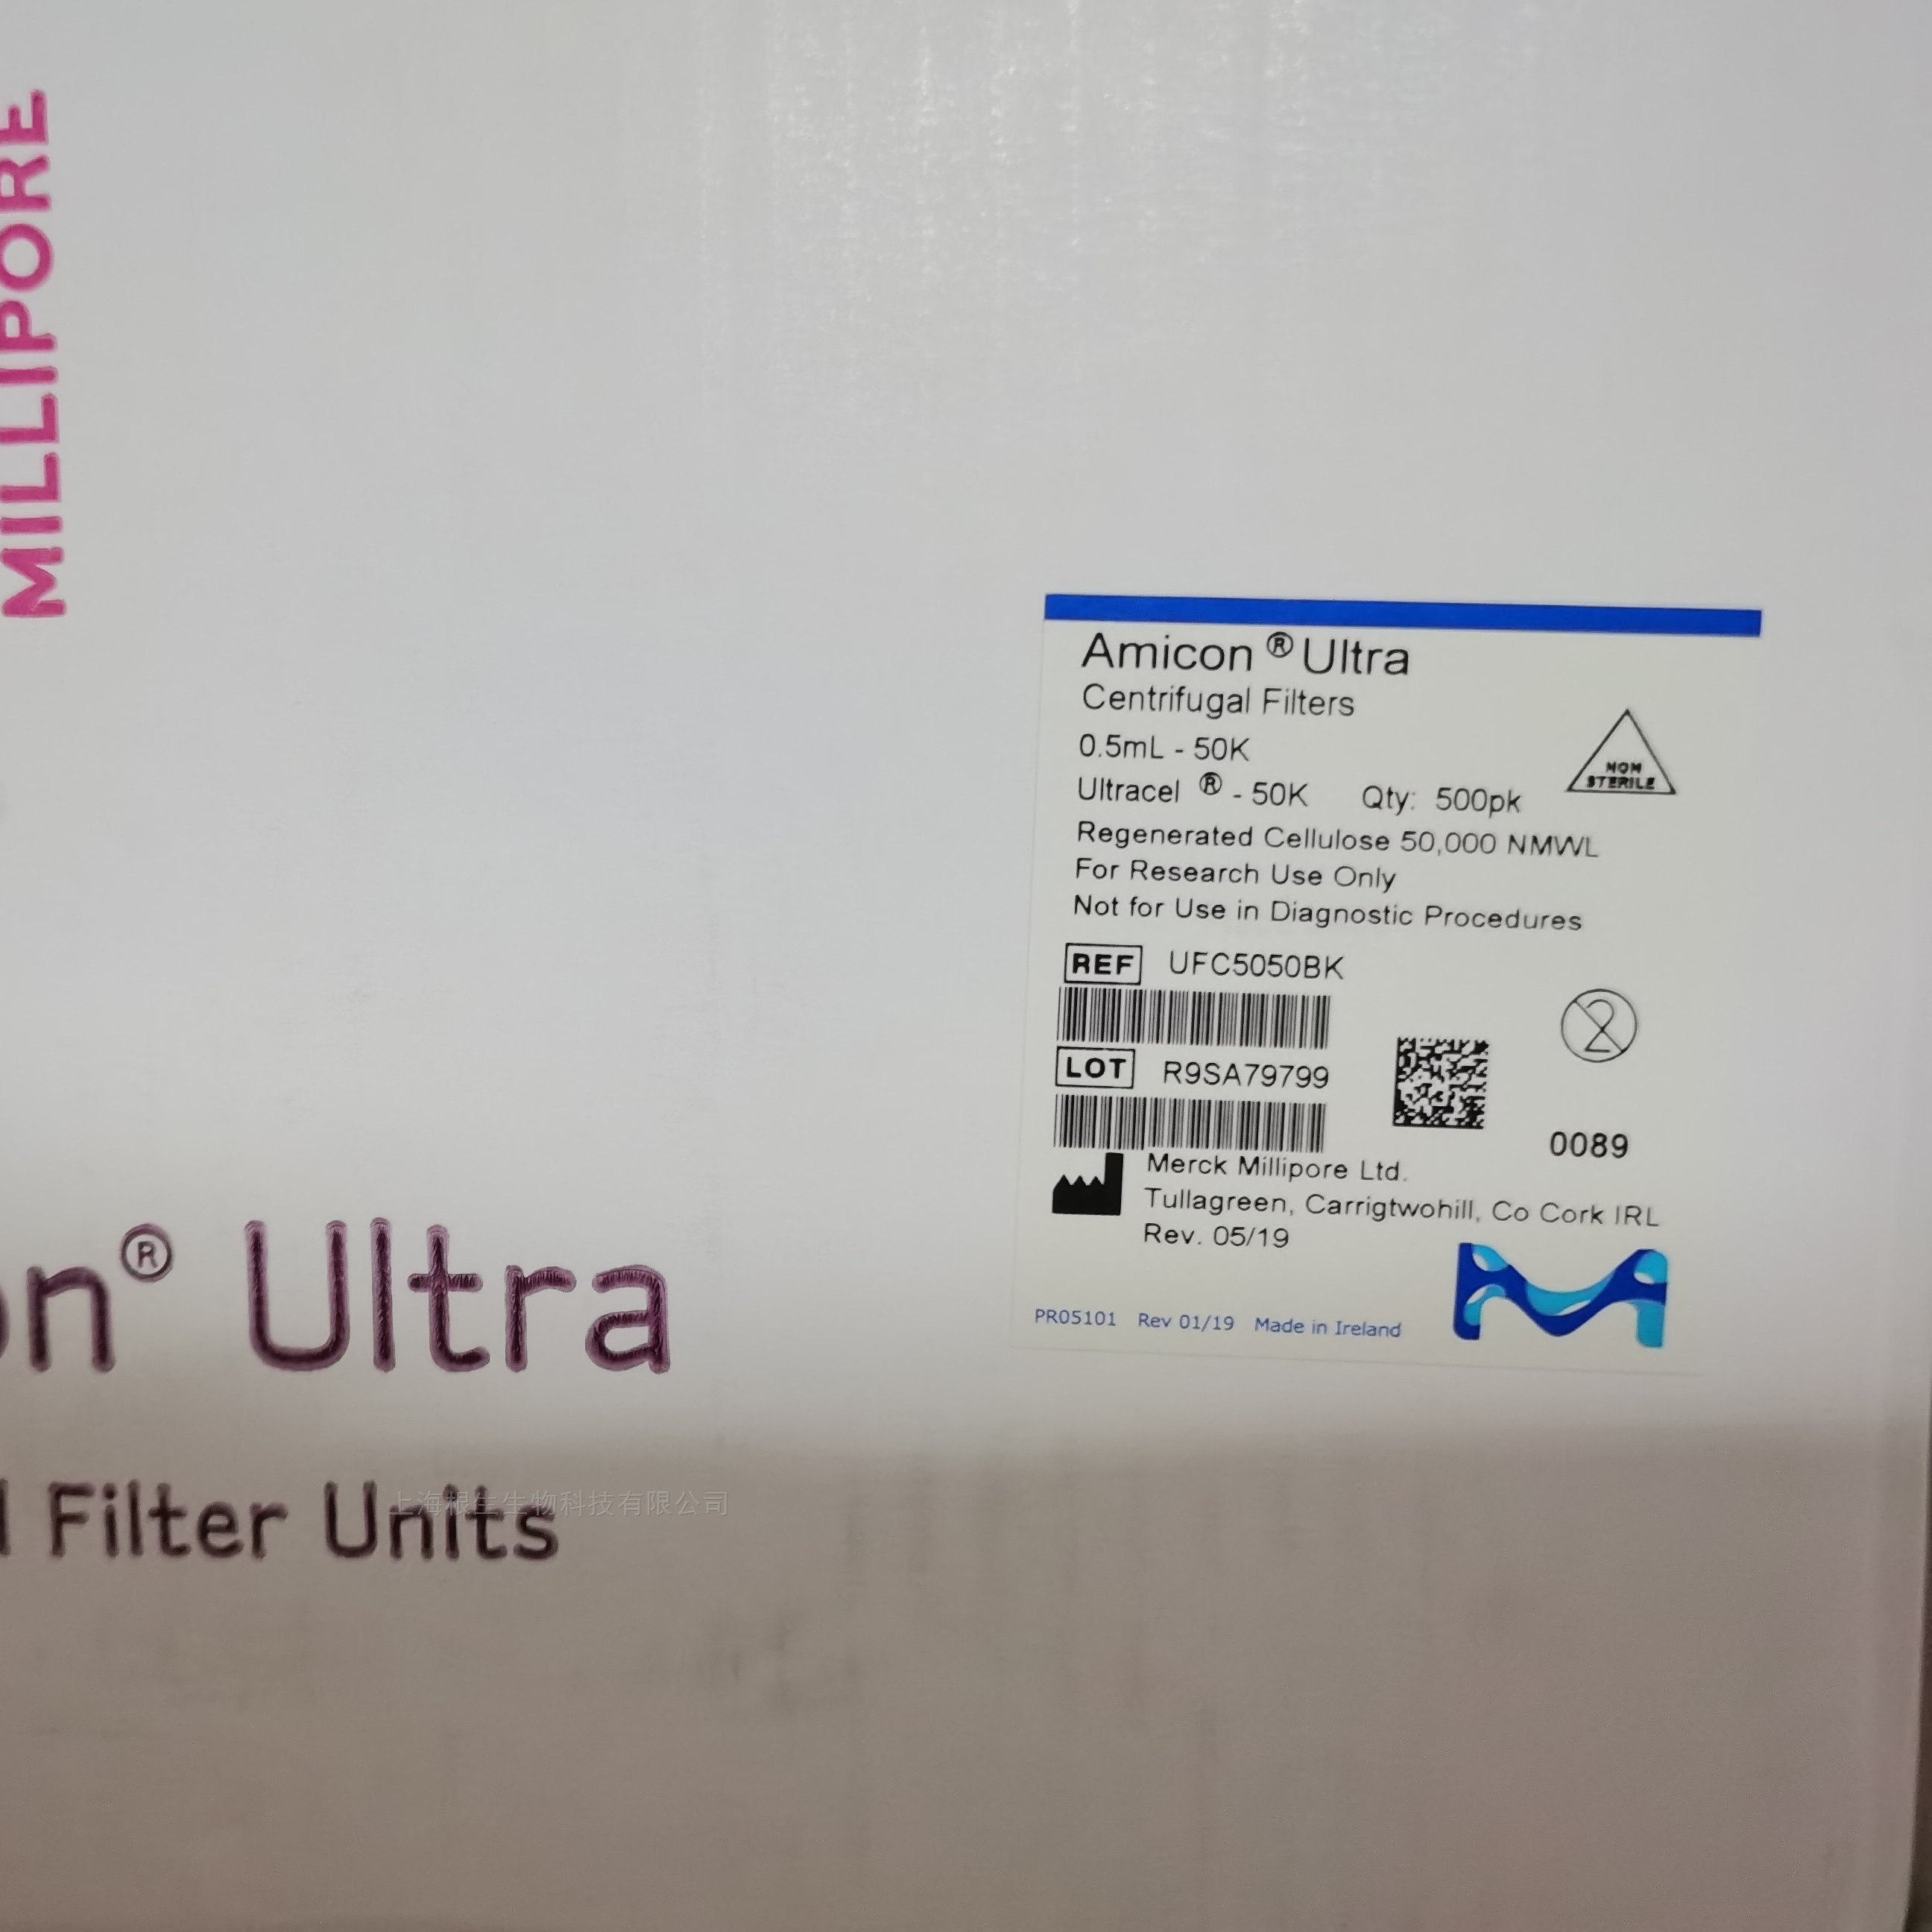 MILLIPORE
Amicon ® Ultra
Centrifugal Filters
0.5mL - 50K
Ultracel ® - 50K Qty: 500pk
NON
STERILE
Regenerated Cellulose 50,000 NMWL
For Research Use Only
Not for Use in Diagnostic Procedures
REF UFC5050BK
2
LOT R9SA79799
0089
Merck Millipore Ltd.
Tullagreen, Carrigtwohill, Co Cork IRL
Rev. 05/19
PR05101 Rev 01/19 Made in Ireland
on® Ultra
l Filter Units
上海根生生物科技有限公司